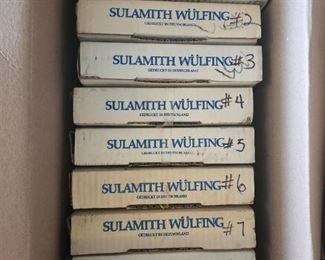 SULAMITH WÜLFING #2
GEDRUCKT IN DEUTSCHLAND
SULAMITH WÜLFING #3
GEDRUCKT IN DEUTSCHLAND
SULAMITH WÜLFING #4
GEDRUCKT IN DEUTSCHLAND
SULAMITH WÜLFING #5
GEDRUCKT IN DEUTSCHLAND
SULAMITH WÜLFING #6
GEDRUCKT IN DEUTSCHLAND
SULAMITH WÜLFING #7
GEDRUCKT IN DEUTSCHLAND